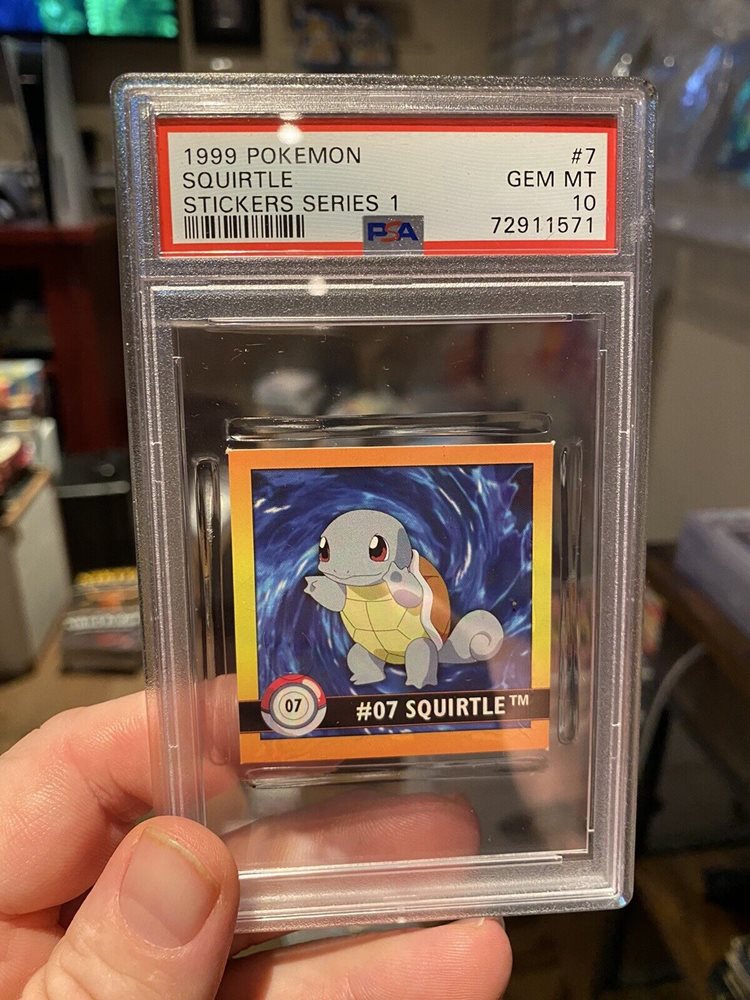 1999 POKEMON #7
SQUIRTLE GEM MT
STICKERS SERIES 1 10
PSA 72911571
07
#07 SQUIRTLE™